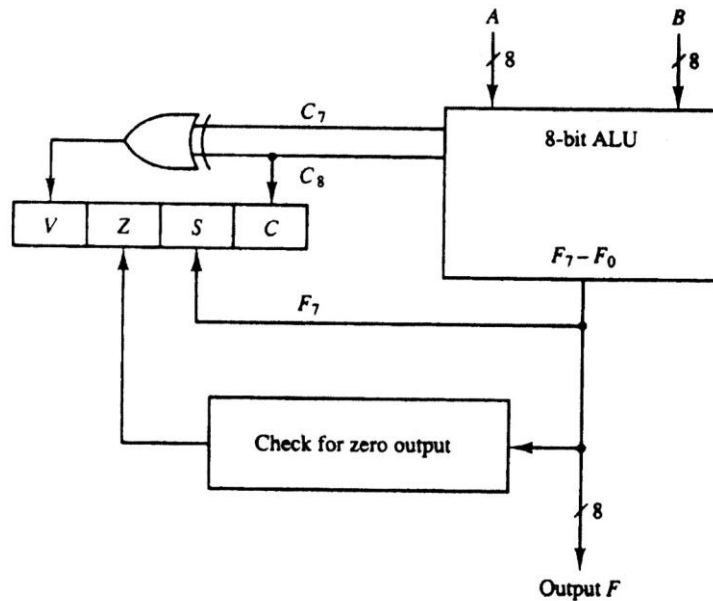 A B
8 8
C7
8-bit ALU
C8
V Z S C
F7 – F0
F7
Check for zero output
8
Output F